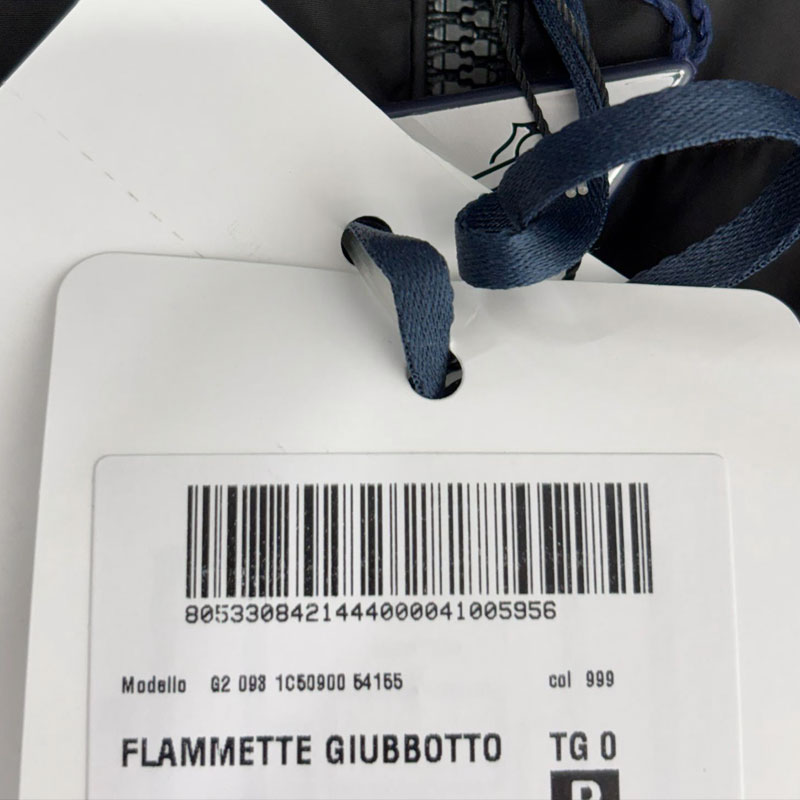 8053308421444000041005956
Modello G2 093 1C50900 54155 col 999
FLAMMETTE GIUBBOTTO TG 0